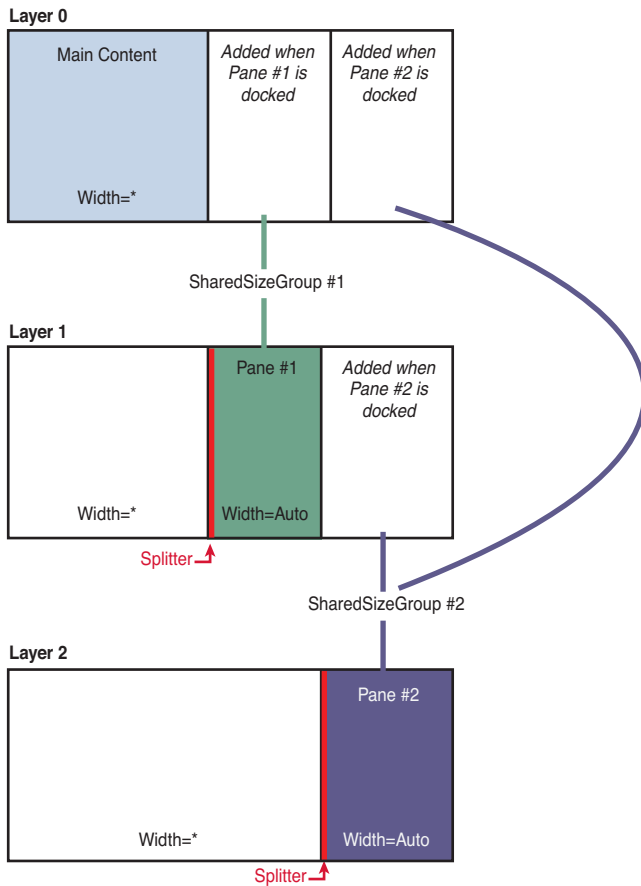 Layer 0
Main Content
Added when
Pane #1 is
docked
Added when
Pane #2 is
docked
Width=*
SharedSizeGroup #1
Layer 1
Pane #1
Added when
Pane #2 is
docked
Width=*
Width=Auto
Splitter
SharedSizeGroup #2
Layer 2
Pane #2
Width=*
Width=Auto
Splitter